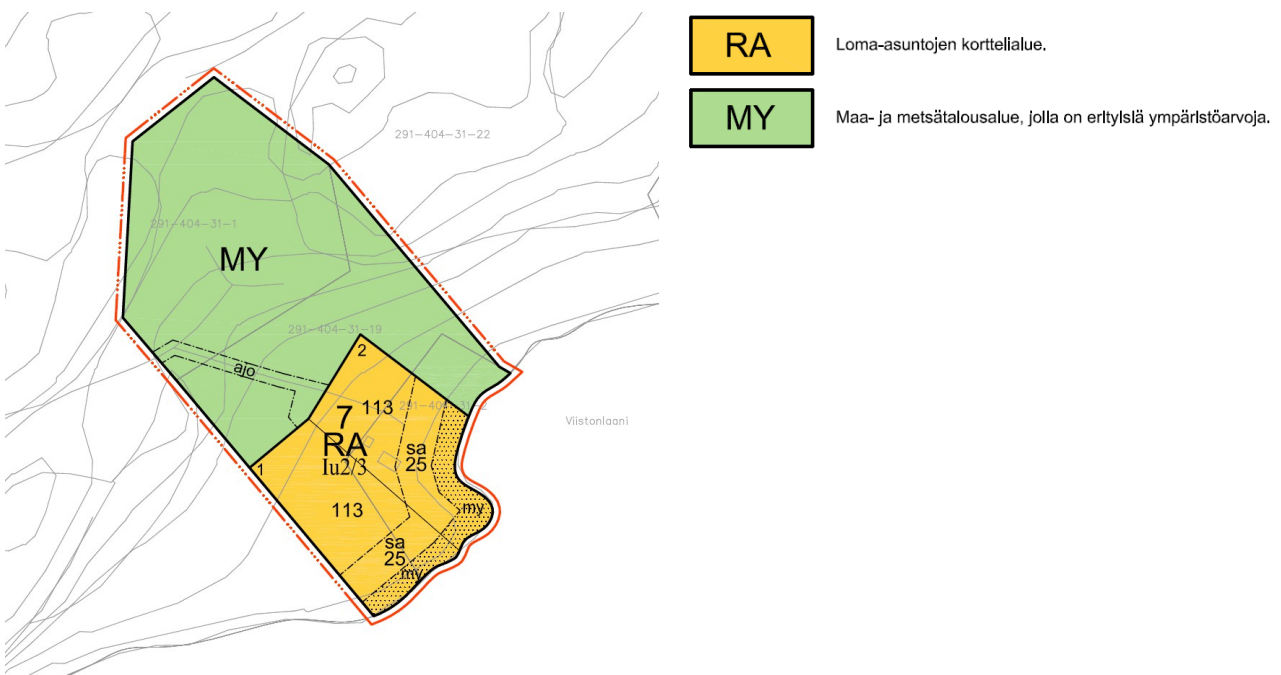 RA
Loma-asuntojen korttelialue.
MY
Maa- ja metsätalousalue, jolla on erityisiä ympäristöarvoja.
291-404-31-22
291-404-31-1
MY
291-404-31-19
2
ajo
113
7
RA
Iu2/3
sa
25
Viistonlaani
1
113
my
sa
25
my